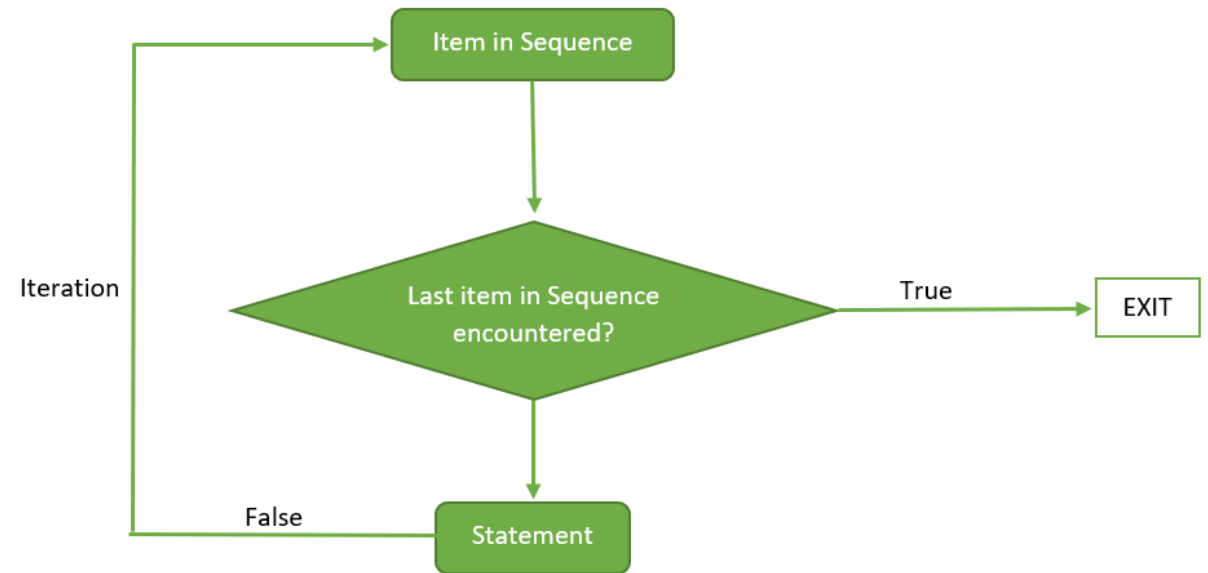 Item in Sequence
Iteration
Last item in Sequence
encountered?
True
EXIT
False
Statement